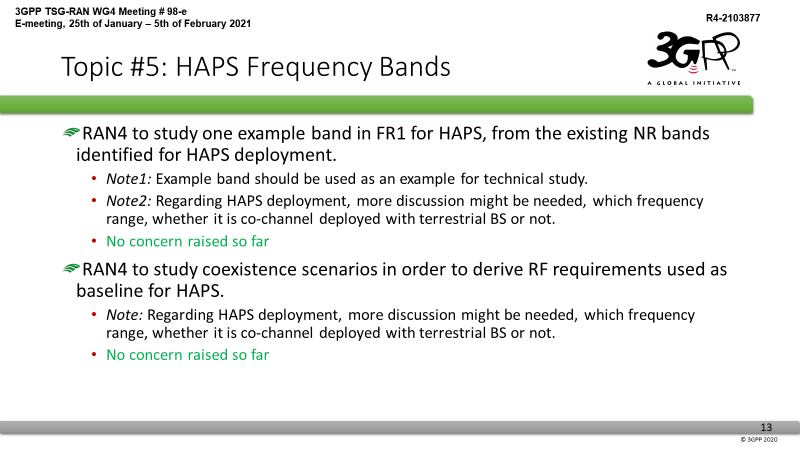 3GPP TSG-RAN WG4 Meeting # 98-e
E-meeting, 25th of January – 5th of February 2021
R4-2103877
3GPP
TM
A GLOBAL INITIATIVE
Topic #5: HAPS Frequency Bands
RAN4 to study one example band in FR1 for HAPS, from the existing NR bands
identified for HAPS deployment.
• Note1: Example band should be used as an example for technical study.
• Note2: Regarding HAPS deployment, more discussion might be needed, which frequency
range, whether it is co-channel deployed with terrestrial BS or not.
• No concern raised so far
RAN4 to study coexistence scenarios in order to derive RF requirements used as
baseline for HAPS.
• Note: Regarding HAPS deployment, more discussion might be needed, which frequency
range, whether it is co-channel deployed with terrestrial BS or not.
• No concern raised so far
13
© 3GPP 2020